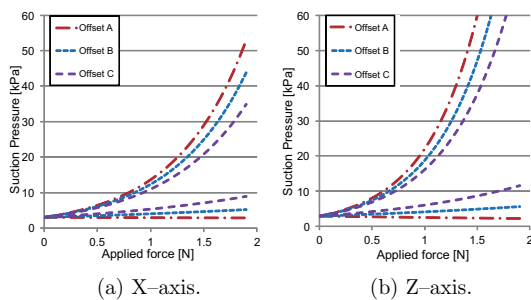 Suction Pressure [kPa]
60
50
40
30
20
10
0
Offset A
Offset B
Offset C
0
0.5
1
1.5
2
Applied force [N]
(a) X–axis.
Suction Pressure [kPa]
60
50
40
30
20
10
0
Offset A
Offset B
Offset C
0
0.5
1
1.5
2
Applied force [N]
(b) Z–axis.